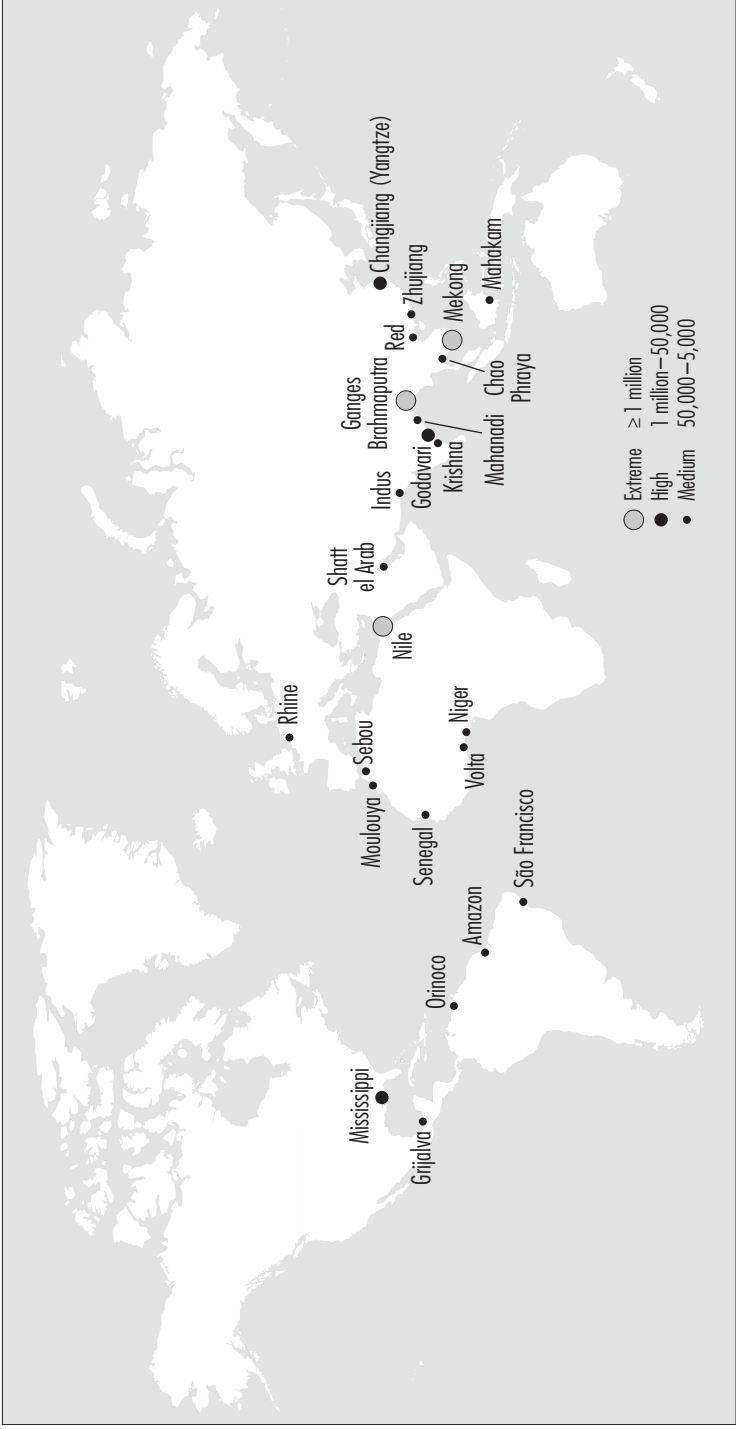 Mississippi
Grijalva
Orinoco
Amazon
São Francisco
Rhine
Sebou
Moulouya
Senegal
Volta
Niger
Nile
Shatt
el Arab
Indus
Ganges
Brahmaputra
Godavari
Krishna
Mahanadi
Red
Zhujiang
Changjiang (Yangtze)
Mekong
Chao
Phraya
Mahakam
Extreme ≥ 1 million
High 1 million–50,000
Medium 50,000–5,000